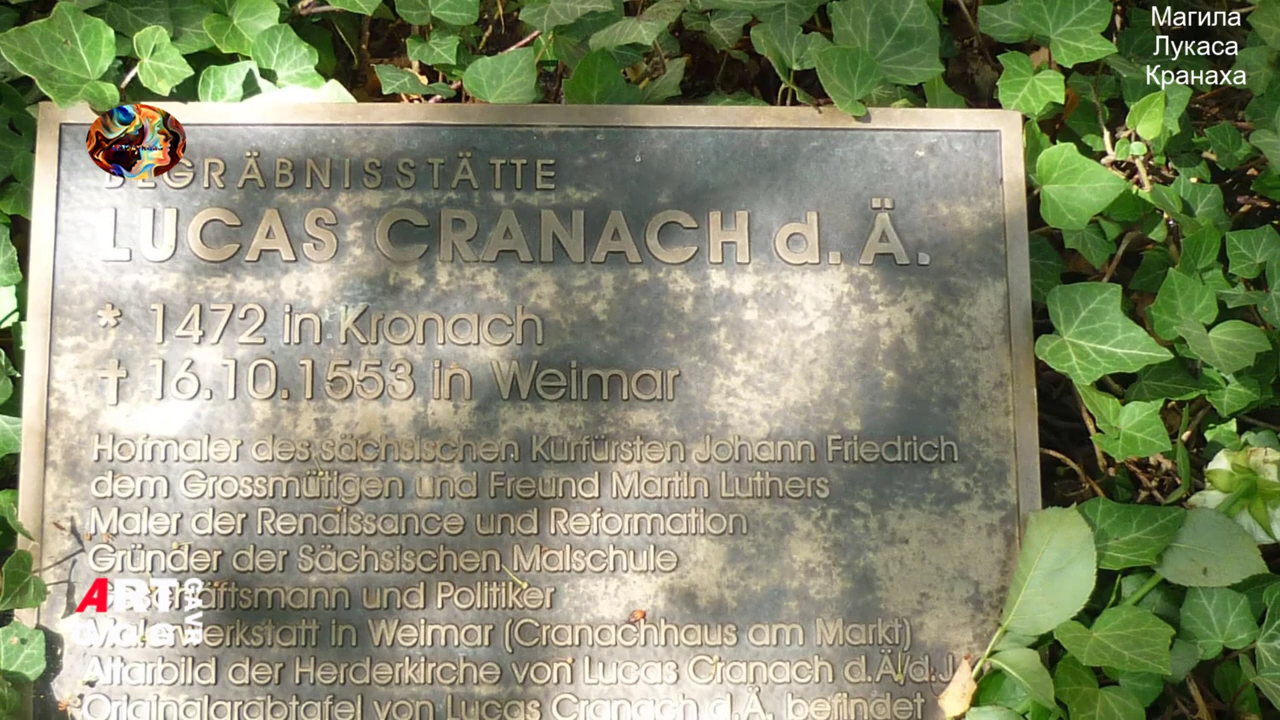 Магила
Лукаса
Кранаха
BEGRÄBNISSTÄTTE
LUCAS CRANACH d. Ä.
* 1472 in Kronach
† 16.10.1553 in Weimar
Hofmaler des sächsischen Kurfürsten Johann Friedrich
dem Grossmütigen und Freund Martin Luthers
Maler der Renaissance und Reformation
Gründer der Sächsischen Malschule
Geschäftsmann und Politiker
Malerwerkstatt in Weimar (Cranachhaus am Markt)
Altarbild der Herderkirche von Lucas Cranach d.Ä/d.J
Originalgrabtafel von Lucas Cranach d.Ä. befindet
ART
GAVR